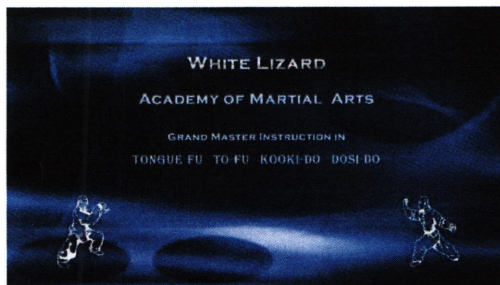 WHITE LIZARD
ACADEMY OF MARTIAL ARTS
GRAND MASTER INSTRUCTION IN
TONGUE-FU TO-FU KOOKI-DO DOSI-DO